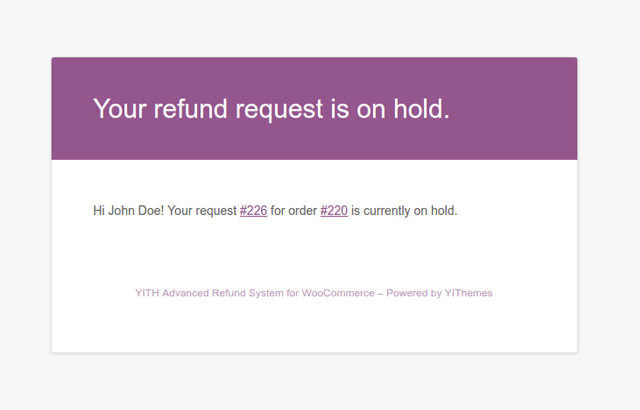 Your refund request is on hold.
Hi John Doe! Your request #226 for order #220 is currently on hold.
YITH Advanced Refund System for WooCommerce – Powered by YIThemes